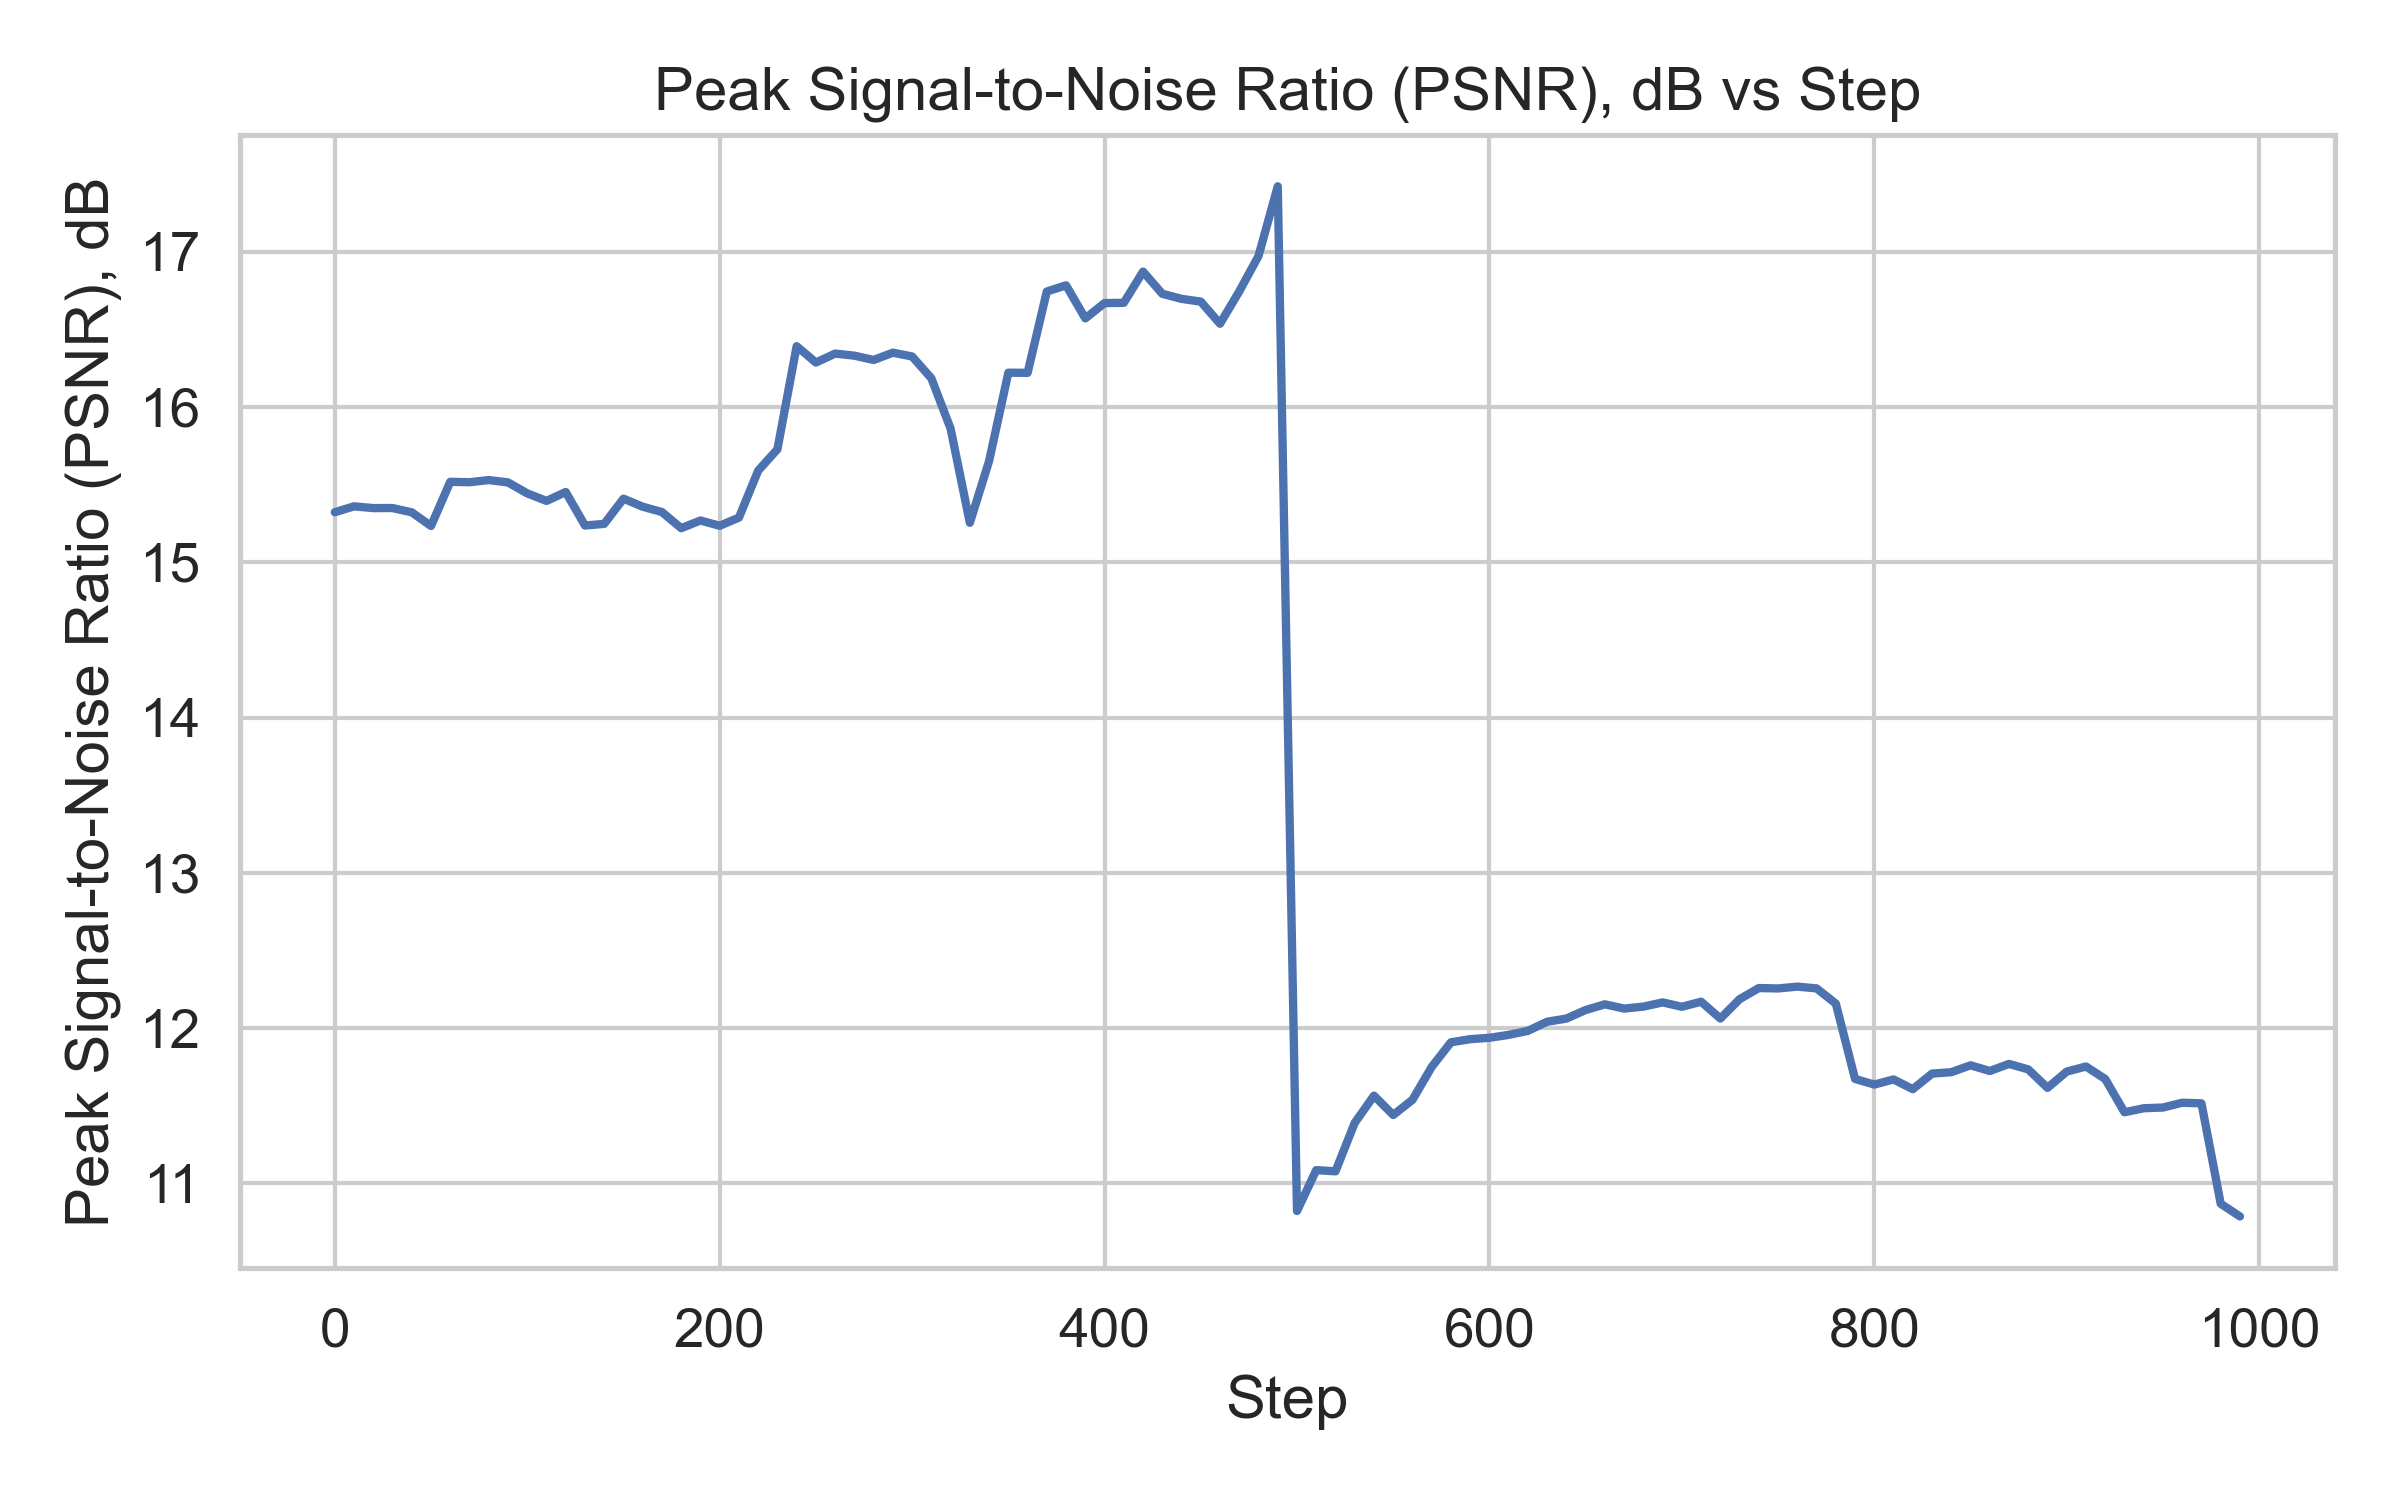 Peak Signal-to-Noise Ratio (PSNR), dB vs Step
Peak Signal-to-Noise Ratio (PSNR), dB
17
16
15
14
13
12
11
0 200 400 600 800 1000
Step